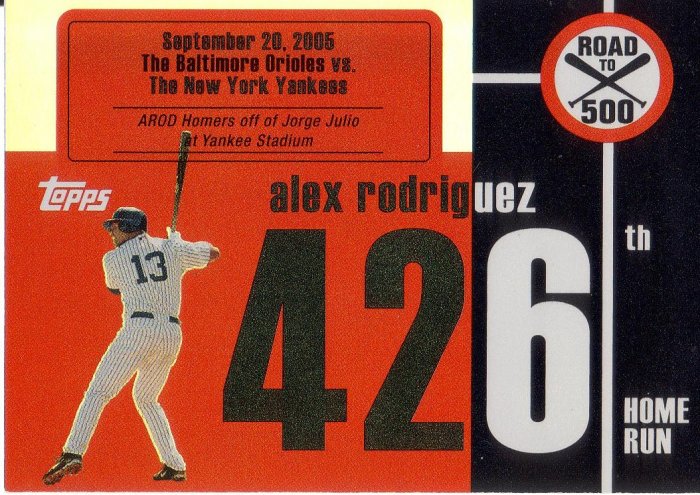 September 20, 2005
The Baltimore Orioles vs.
The New York Yankees
AROD Homers off of Jorge Julio
at Yankee Stadium
ROAD
TO
500
Topps
alex rodriguez
13
426
th
HOME
RUN